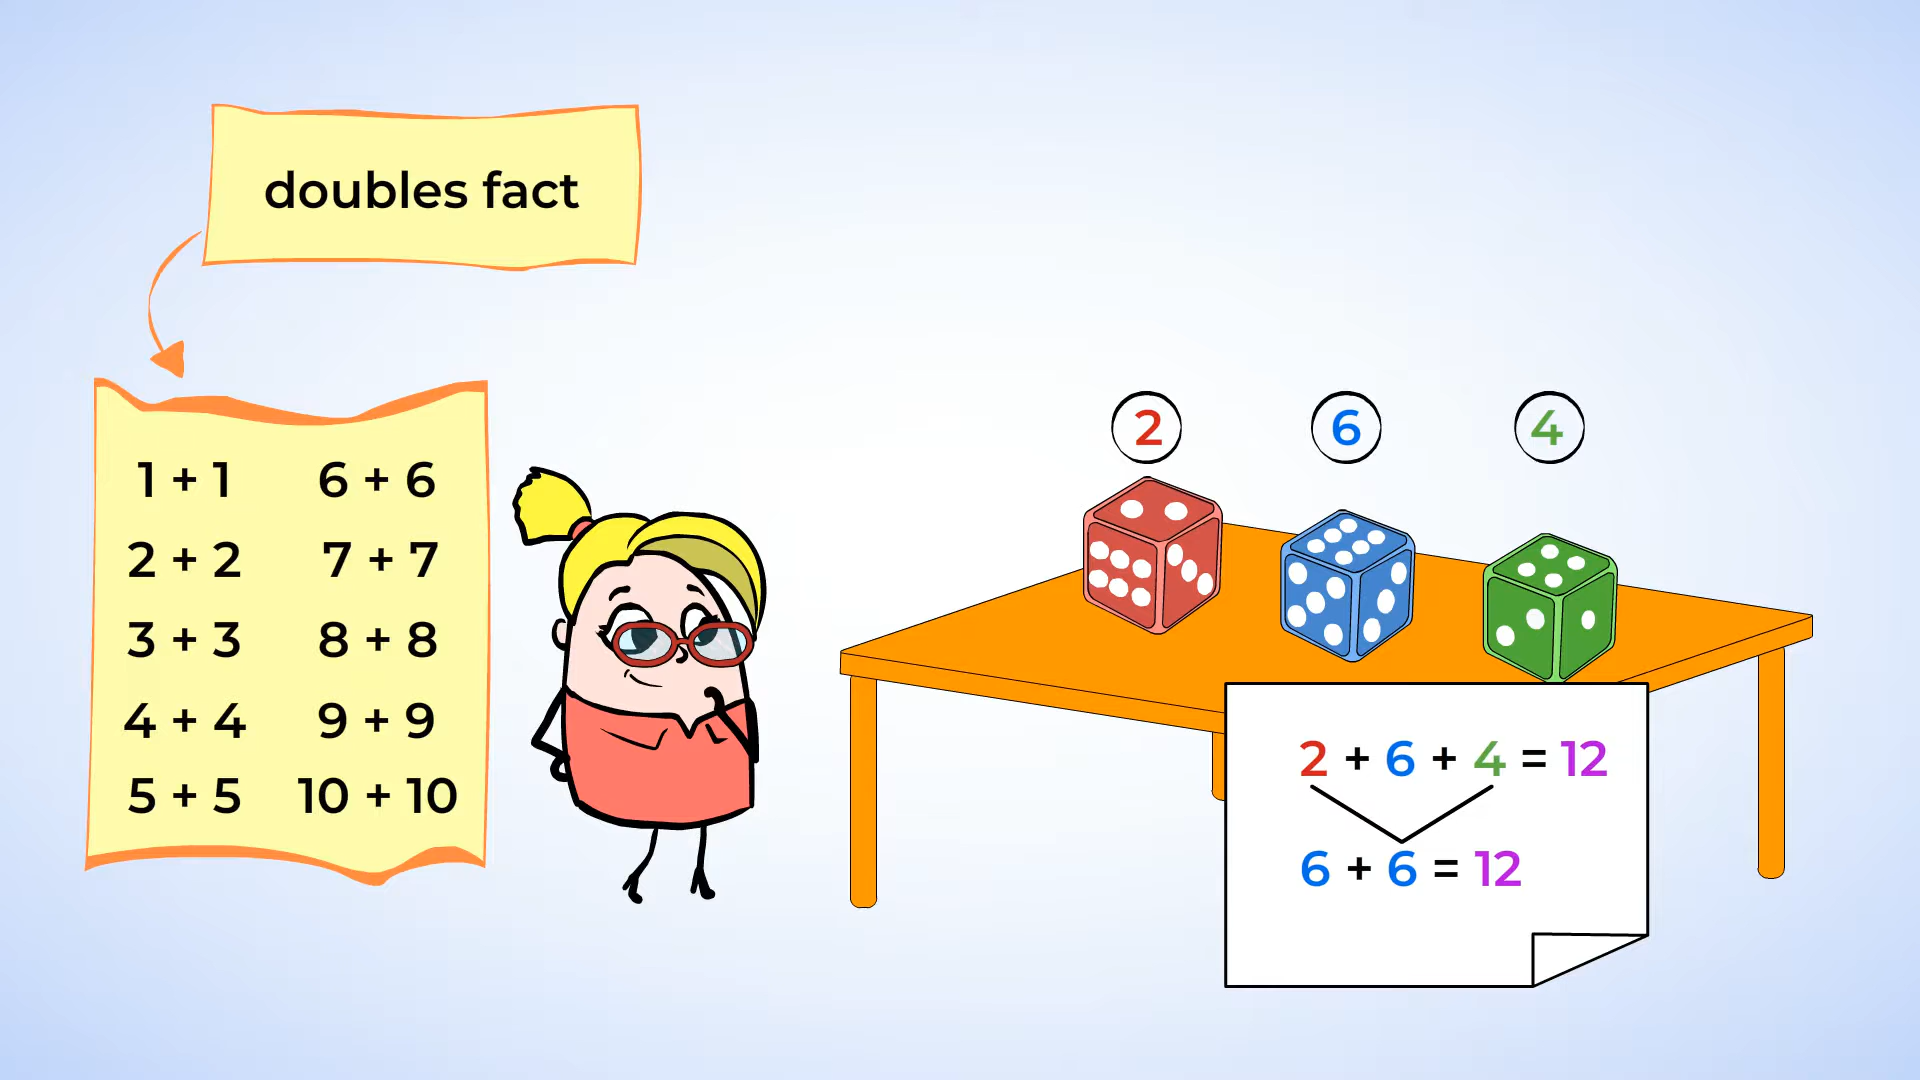 doubles fact
1 + 1 6 + 6
2 + 2 7 + 7
3 + 3 8 + 8
4 + 4 9 + 9
5 + 5 10 + 10
2 6 4
2 + 6 + 4 = 12
6 + 6 = 12